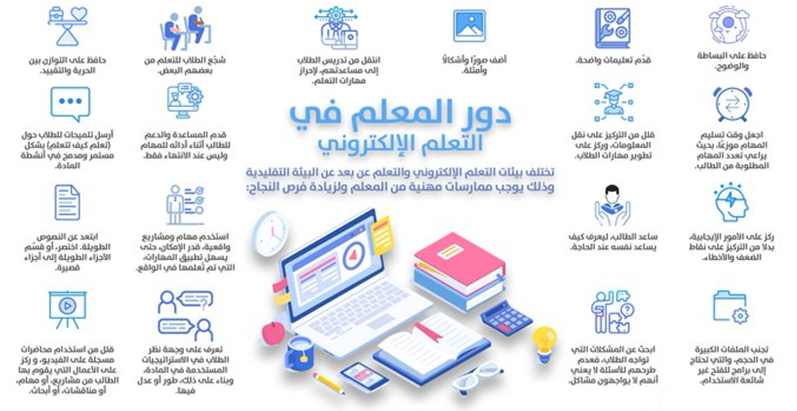 دور المعلم في
التعلم الإلكتروني
تختلف بيئات التعلم الإلكتروني والتعلم عن بعد عن البيئة التقليدية
وذلك يوجب ممارسات مهنية من المعلم ولزيادة فرص النجاح:
حافظ على البساطة
والوضوح.
قدّم تعليمات واضحة.
أضف صورًا وأشكالًا
وأمثلة.
انتقل من تدريس الطلاب
إلى مساعدتهم، لإحراز
مهارات التعلم.
شجّع الطلاب للتعلم من
بعضهم البعض.
حافظ على التوازن بين
الحرية والتقييد.
اجعل وقت تسليم
المهام موزعًا، بحيث
يراعي تعدد المهام
المطلوبة من الطالب.
قلل من التركيز على نقل
المعلومات، وركز على
تطوير مهارات الطلاب.
قدم المساعدة والدعم
للطالب أثناء أدائه للمهام
وليس عند الانتهاء فقط.
أرسل تلميحات للطلاب حول
(تعلم كيف تتعلم) بشكل
مستمر ومدمج في أنشطة
المادة.
ركز على الأمور الإيجابية،
بدلا من التركيز على نقاط
الضعف والأخطاء.
ساعد الطالب، ليعرف كيف
يساعد نفسه عند الحاجة.
استخدم مهام ومشاريع
واقعية، قدر الإمكان، حتى
يسهل تطبيق المهارات،
التي تم تعلمها في الواقع.
ابتعد عن النصوص
الطويلة. اختصر، أو قسّم
الأجزاء الطويلة إلى أجزاء
قصيرة.
تجنب الملفات الكبيرة
في الحجم، والتي تحتاج
إلى برامج للفتح غير
شائعة الاستخدام.
ابحث عن المشكلات التي
تواجه الطلاب، فعدم
طرحهم للأسئلة لا يعني
أنهم لا يواجهون مشاكل.
تعرف على وجهة نظر
الطلاب في الاستراتيجيات
المستخدمة في المادة،
وبناء على ذلك، طور أو عدل
فيها.
قلل من استخدام محاضرات
مسجلة على الفيديو، و ركز
على الأعمال التي يقوم بها
الطالب من مشاريع، أو مهام،
أو مناقشات، أو أبحاث.